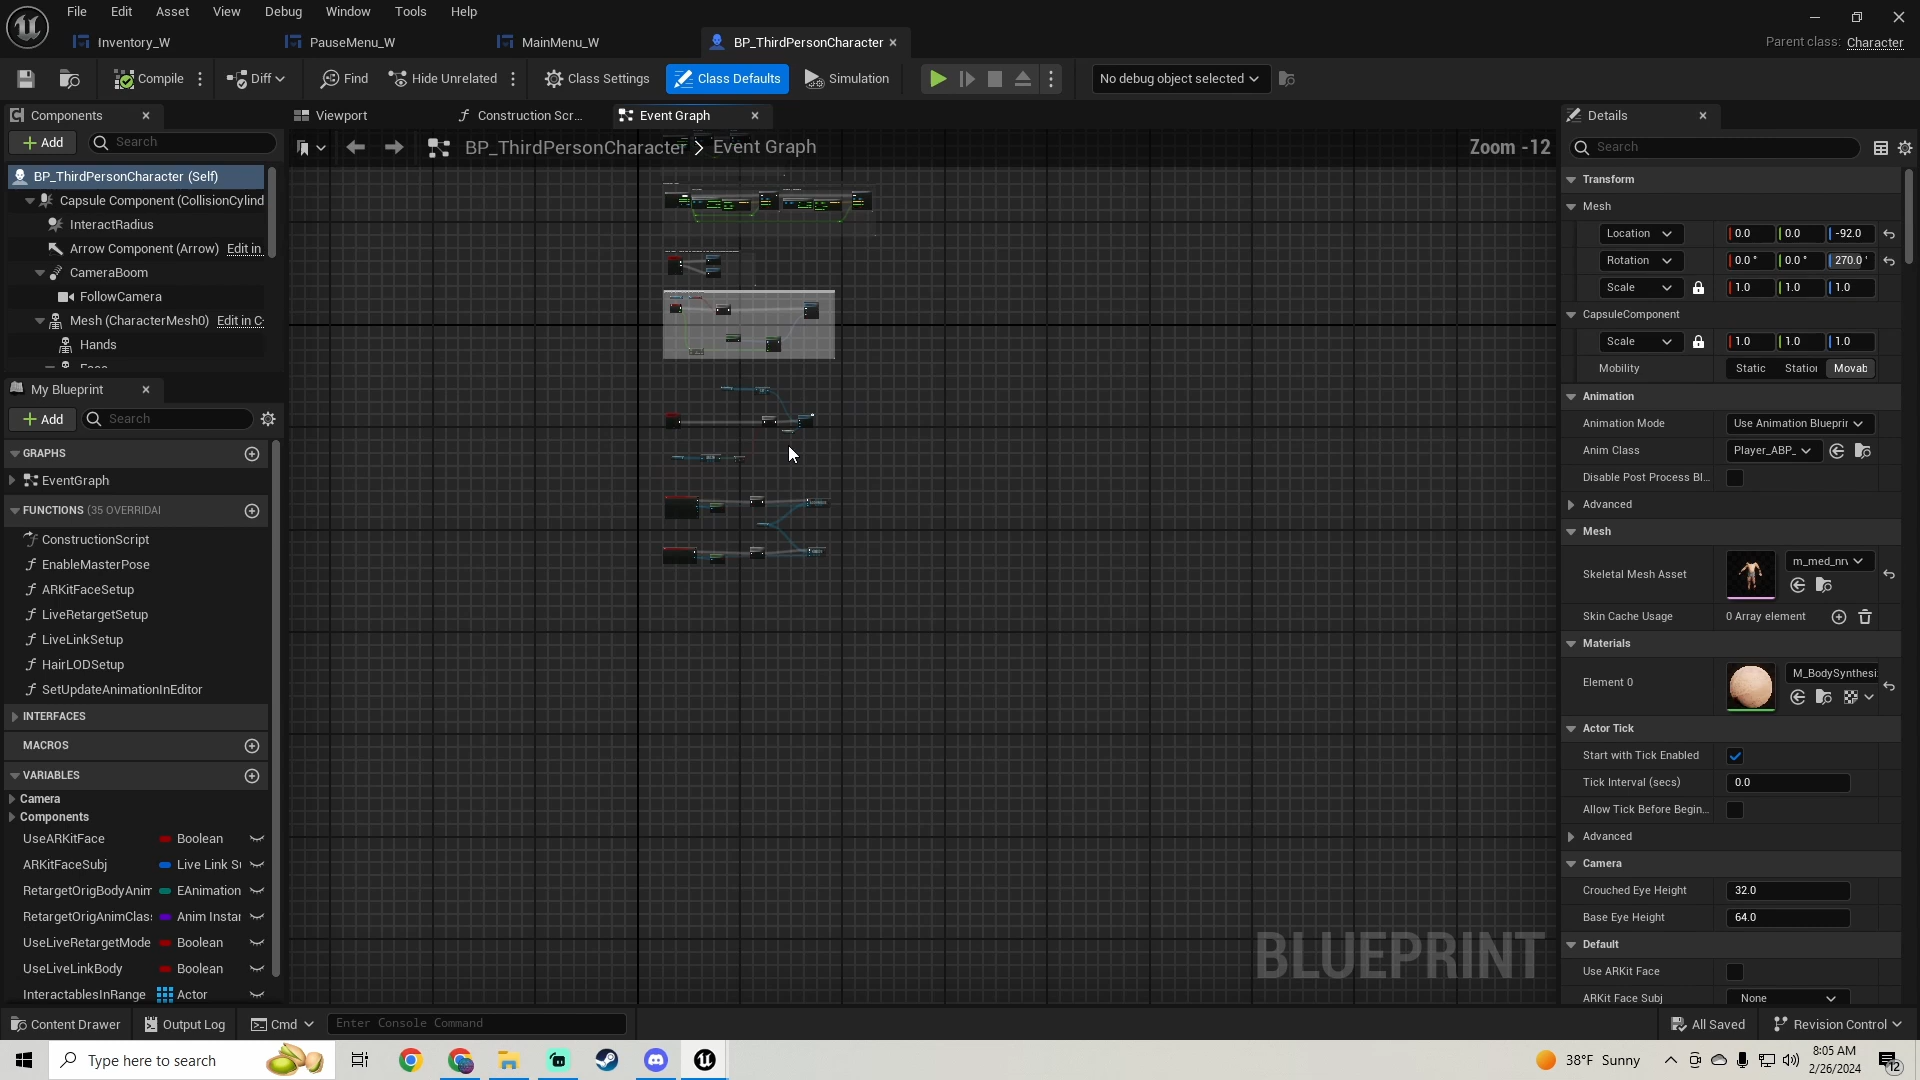 File Edit Asset View Debug Window Tools Help
Inventory_W PauseMenu_W MainMenu_W BP_ThirdPersonCharacter Parent class: Character
Compile Diff Find Hide Unrelated Class Settings Class Defaults Simulation No debug object selected
Components Viewport Construction Scr... Event Graph Details
Add Search BP_ThirdPersonCharacter > Event Graph Zoom -12 Search
BP_ThirdPersonCharacter (Self)
Capsule Component (CollisionCylind
InteractRadius
Arrow Component (Arrow) Edit in
CameraBoom
FollowCamera
Mesh (CharacterMesh0) Edit in C
Hands
My Blueprint
Add Search
GRAPHS
EventGraph
FUNCTIONS (35 OVERRIDAI
ConstructionScript
EnableMasterPose
ARKitFaceSetup
LiveRetargetSetup
LiveLinkSetup
HairLODSetup
SetUpdateAnimationInEditor
INTERFACES
MACROS
VARIABLES
Camera
Components
UseARKitFace Boolean
ARKitFaceSubj Live Link Su
RetargetOrigBodyAnim EAnimation
RetargetOrigAnimClass Anim Instar
UseLiveRetargetMode Boolean
UseLiveLinkBody Boolean
InteractablesInRange Actor
BLUEPRINT
Transform
Mesh
Location 0.0 0.0 -92.0
Rotation 0.0 ° 0.0 ° 270.0 °
Scale 1.0 1.0 1.0
CapsuleComponent
Scale 1.0 1.0 1.0
Mobility Static Station Movab
Animation
Animation Mode Use Animation Blueprin
Anim Class Player_ABP_
Disable Post Process Bl...
Advanced
Mesh
Skeletal Mesh Asset m_med_nrv
Skin Cache Usage 0 Array element
Materials
Element 0 M_BodySynthesi
Actor Tick
Start with Tick Enabled
Tick Interval (secs) 0.0
Allow Tick Before Begin...
Advanced
Camera
Crouched Eye Height 32.0
Base Eye Height 64.0
Default
Use ARKit Face
ARKit Face Subj None
Content Drawer Output Log Cmd Enter Console Command All Saved Revision Control
Type here to search 38°F Sunny 8:05 AM
2/26/2024 12